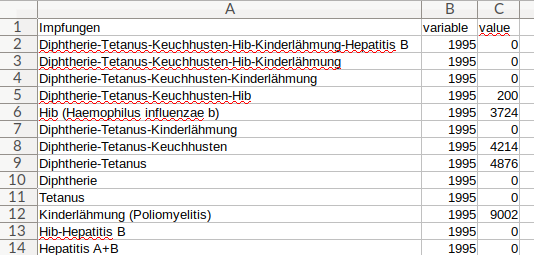 A B C
1 Impfungen variable value
2 Diphtherie-Tetanus-Keuchhusten-Hib-Kinderlähmung-Hepatitis B 1995 0
3 Diphtherie-Tetanus-Keuchhusten-Hib-Kinderlähmung 1995 0
4 Diphtherie-Tetanus-Keuchhusten-Kinderlähmung 1995 0
5 Diphtherie-Tetanus-Keuchhusten-Hib 1995 200
6 Hib (Haemophilus influenzae b) 1995 3724
7 Diphtherie-Tetanus-Kinderlähmung 1995 0
8 Diphtherie-Tetanus-Keuchhusten 1995 4214
9 Diphtherie-Tetanus 1995 4876
10 Diphtherie 1995 0
11 Tetanus 1995 0
12 Kinderlähmung (Poliomyelitis) 1995 9002
13 Hib-Hepatitis B 1995 0
14 Hepatitis A+B 1995 0